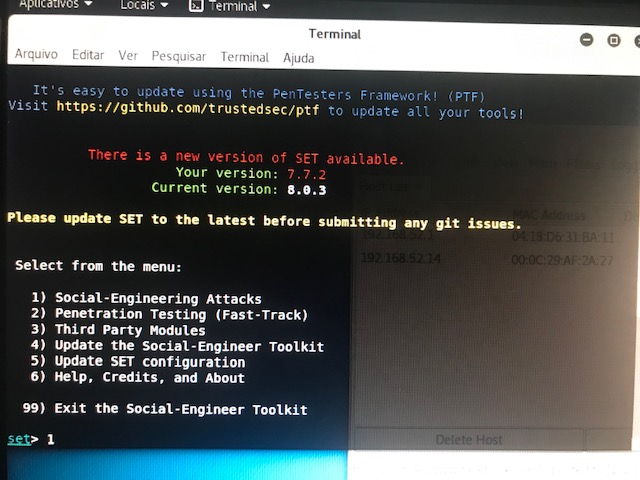 Aplicativos Locais Terminal
Terminal
Arquivo Editar Ver Pesquisar Terminal Ajuda
It's easy to update using the PenTesters Framework! (PTF)
Visit https://github.com/trustedsec/ptf to update all your tools!
There is a new version of SET available.
Your version: 7.7.2
Current version: 8.0.3
Please update SET to the latest before submitting any git issues.
MAC Address
192.168.52.1 04:18:D6:31:BA:11
192.168.52.14 00:0C:29:AF:2A:27
Select from the menu:
1) Social-Engineering Attacks
2) Penetration Testing (Fast-Track)
3) Third Party Modules
4) Update the Social-Engineer Toolkit
5) Update SET configuration
6) Help, Credits, and About
99) Exit the Social-Engineer Toolkit
set> 1
Delete Host